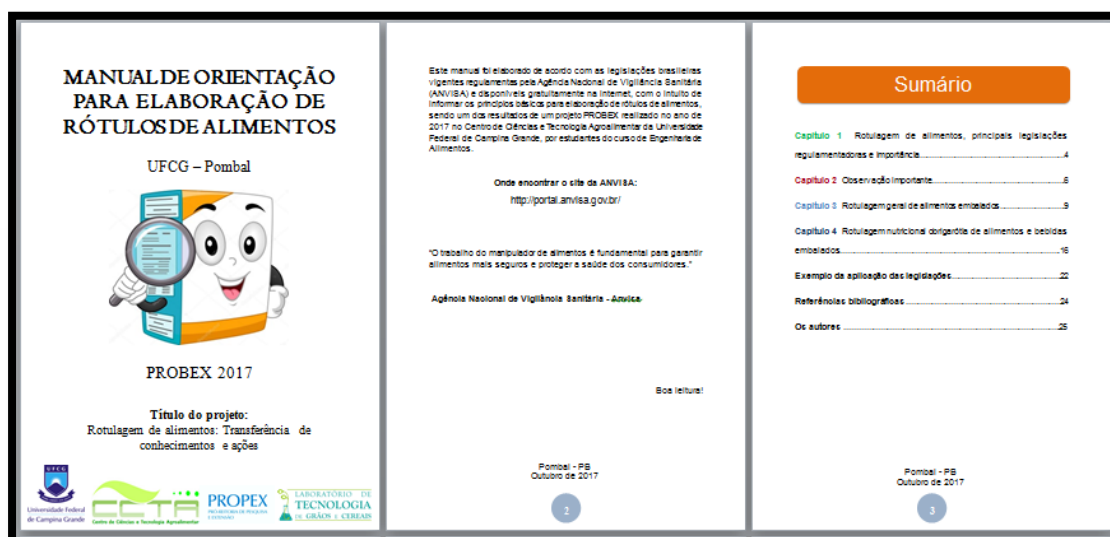 MANUAL DE ORIENTAÇÃO
PARA ELABORAÇÃO DE
RÓTULOS DE ALIMENTOS
UFCG – Pombal
PROBEX 2017
Título do projeto:
Rotulagem de alimentos: Transferência de
conhecimentos e ações
UFCG
Universidade Federal
de Campina Grande
CCTA
Centro de Ciências e Tecnologia Agroalimentar
PROPEX
PRÓ-REITORIA DE PESQUISA
E EXTENSÃO
LABORATÓRIO DE
TECNOLOGIA
DE GRÃOS E CEREAIS
Este manual foi elaborado de acordo com as legislações brasileiras
vigentes regulamentas pela Agência Nacional de Vigilância Sanitária
(ANVISA) e disponíveis gratuitamente na internet, com o intuito de
informar os princípios básicos para elaboração de rótulos de alimentos,
sendo um dos resultados de um projeto PROBEX realizado no ano de
2017 no Centro de Ciências e Tecnologia Agroalimentar da Universidade
Federal de Campina Grande, por estudantes do curso de Engenharia de
Alimentos.
Onde encontrar o site da ANVISA:
http://portal.anvisa.gov.br/
"O trabalho do manipulador de alimentos é fundamental para garantir
alimentos mais seguros e proteger a saúde dos consumidores."
Agência Nacional de Vigilância Sanitária - Anvisa
Boa leitura!
Pombal - PB
Outubro de 2017
2
Sumário
Capítulo 1 Rotulagem de alimentos, principais legislações
regulamentadoras e importância....4
Capítulo 2 Observação importante....6
Capítulo 3 Rotulagem geral de alimentos embalados....9
Capítulo 4 Rotulagem nutricional obrigatória de alimentos e bebidas
embalados....16
Exemplo da aplicação das legislações....22
Referências bibliográficas....24
Os autores....25
Pombal - PB
Outubro de 2017
3